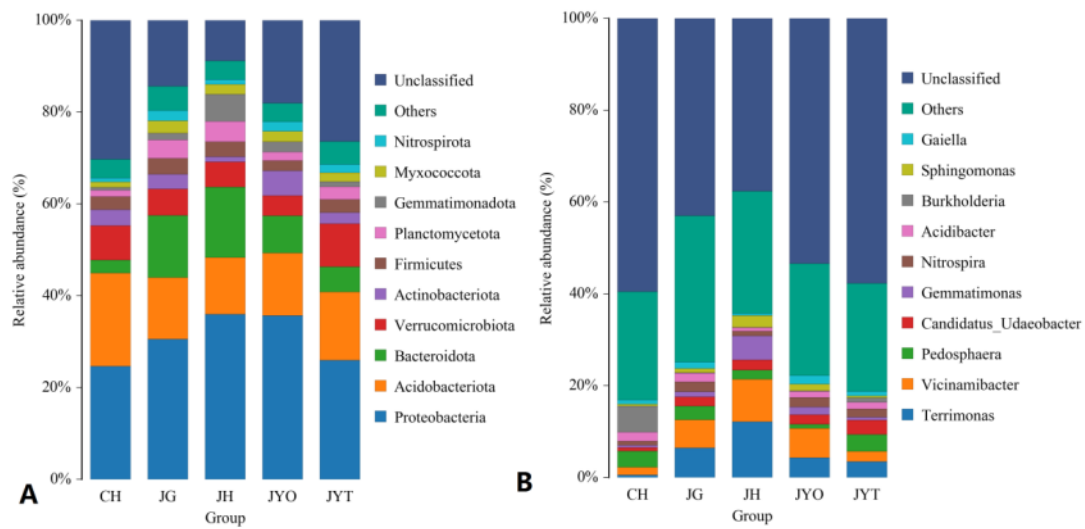 100%
80%
60%
40%
20%
0%
Relative abundance (%)
CH JG JH JYO JYT
Group
A
Unclassified
Others
Nitrospirota
Myxococcota
Gemmatimonadota
Planctomycetota
Firmicutes
Actinobacteriota
Verrucomicrobiota
Bacteroidota
Acidobacteriota
Proteobacteria
100%
80%
60%
40%
20%
0%
Relative abundance (%)
CH JG JH JYO JYT
Group
B
Unclassified
Others
Gaiella
Sphingomonas
Burkholderia
Acidibacter
Nitrospira
Gemmatimonas
Candidatus_Udaeobacter
Pedosphaera
Vicinamibacter
Terrimonas